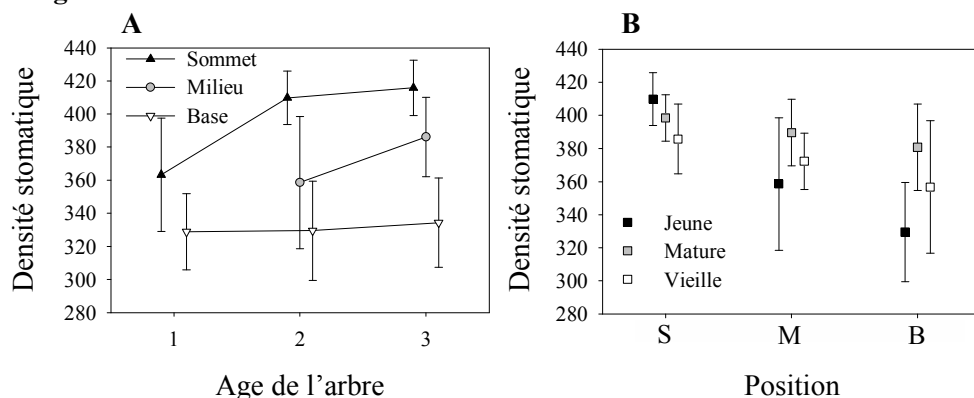 A
Densité stomatique
440
420
400
380
360
340
320
300
280
Sommet
Milieu
Base
1 2 3
Age de l'arbre
B
Densité stomatique
440
420
400
380
360
340
320
300
280
Jeune
Mature
Vieille
S M B
Position